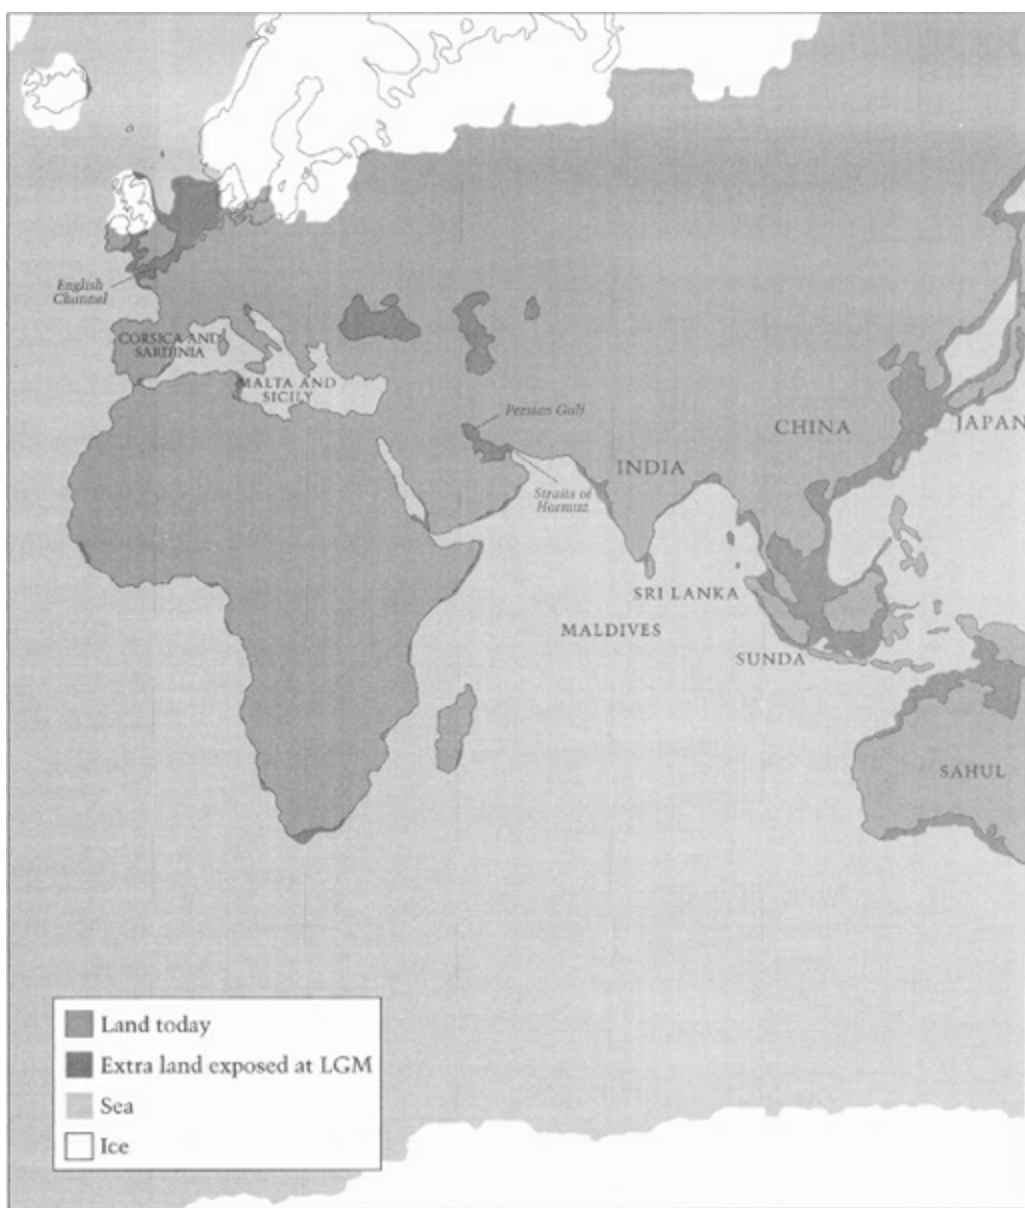 English
Channel
CORSICA AND
SARDINIA
MALTA AND
SICILY
Persian Gulf
Straits of
Hormuz
INDIA
CHINA
JAPAN
SRI LANKA
MALDIVES
SUNDA
SAHUL
Land today
Extra land exposed at LGM
Sea
Ice